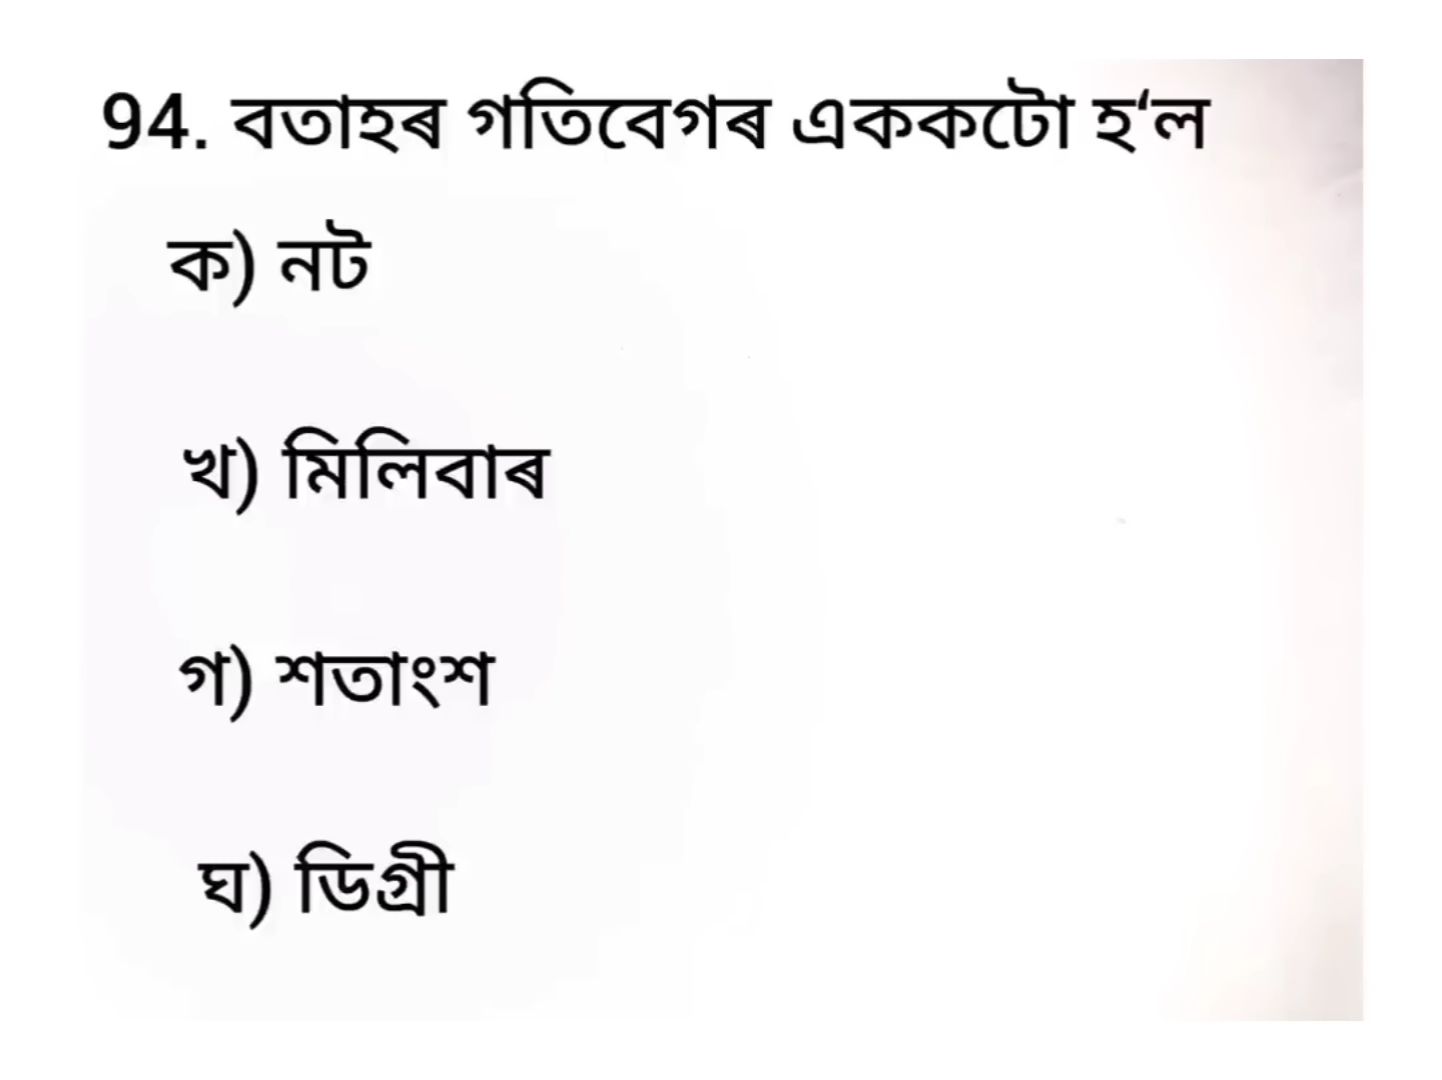 94. বতাহৰ গতিবেগৰ এককটো হ‘ল
ক) নট
খ) মিলিবাৰ
গ) শতাংশ
ঘ) ডিগ্ৰী